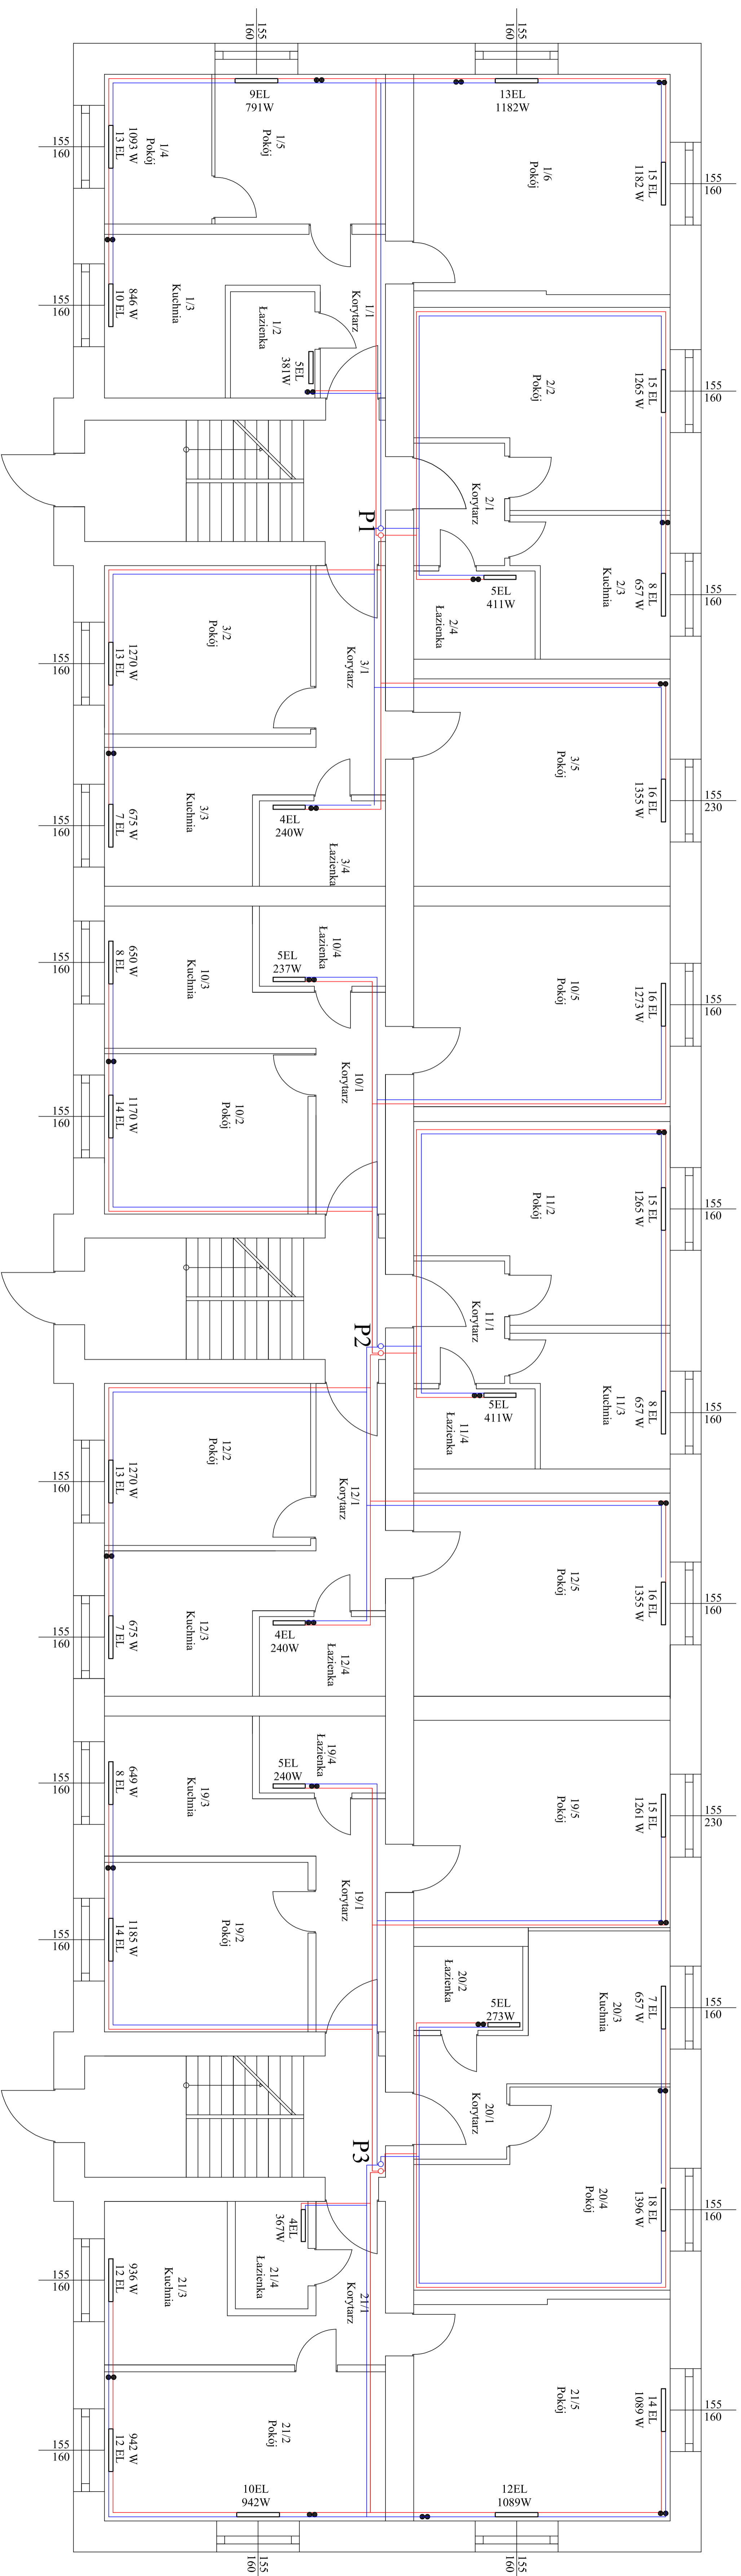 155
160
155
160
9EL
791W
13EL
1182W
155
160
1093 W
13 EL
1/4
Pokój
1/5
Pokój
1/6
Pokój
15 EL
1182 W
155
160
155
160
846 W
10 EL
1/3
Kuchnia
1/2
Łazienka
5EL
381W
1/1
Korytarz
2/2
Pokój
15 EL
1265 W
155
160
P1
2/1
Korytarz
5EL
411W
2/4
Łazienka
2/3
Kuchnia
8 EL
657 W
155
160
155
160
1270 W
13 EL
3/2
Pokój
3/1
Korytarz
3/5
Pokój
16 EL
1355 W
155
230
155
160
675 W
7 EL
3/3
Kuchnia
4EL
240W
3/4
Łazienka
155
160
650 W
8 EL
10/3
Kuchnia
5EL
237W
10/4
Łazienka
10/5
Pokój
16 EL
1273 W
155
160
155
160
1170 W
14 EL
10/2
Pokój
10/1
Korytarz
11/2
Pokój
15 EL
1265 W
155
160
P2
11/1
Korytarz
5EL
411W
11/4
Łazienka
11/3
Kuchnia
8 EL
657 W
155
160
155
160
1270 W
13 EL
12/2
Pokój
12/1
Korytarz
12/5
Pokój
16 EL
1355 W
155
160
155
160
675 W
7 EL
12/3
Kuchnia
4EL
240W
12/4
Łazienka
155
160
649 W
8 EL
19/3
Kuchnia
5EL
240W
19/4
Łazienka
19/5
Pokój
15 EL
1261 W
155
230
155
160
1185 W
14 EL
19/2
Pokój
19/1
Korytarz
20/2
Łazienka
5EL
273W
20/3
Kuchnia
7 EL
657 W
155
160
P3
20/1
Korytarz
20/4
Pokój
18 EL
1396 W
155
160
155
160
936 W
12 EL
21/3
Kuchnia
21/4
Łazienka
4EL
367W
21/1
Korytarz
21/5
Pokój
14 EL
1089 W
155
160
155
160
942 W
12 EL
21/2
Pokój
10EL
942W
12EL
1089W
155
160
155
160